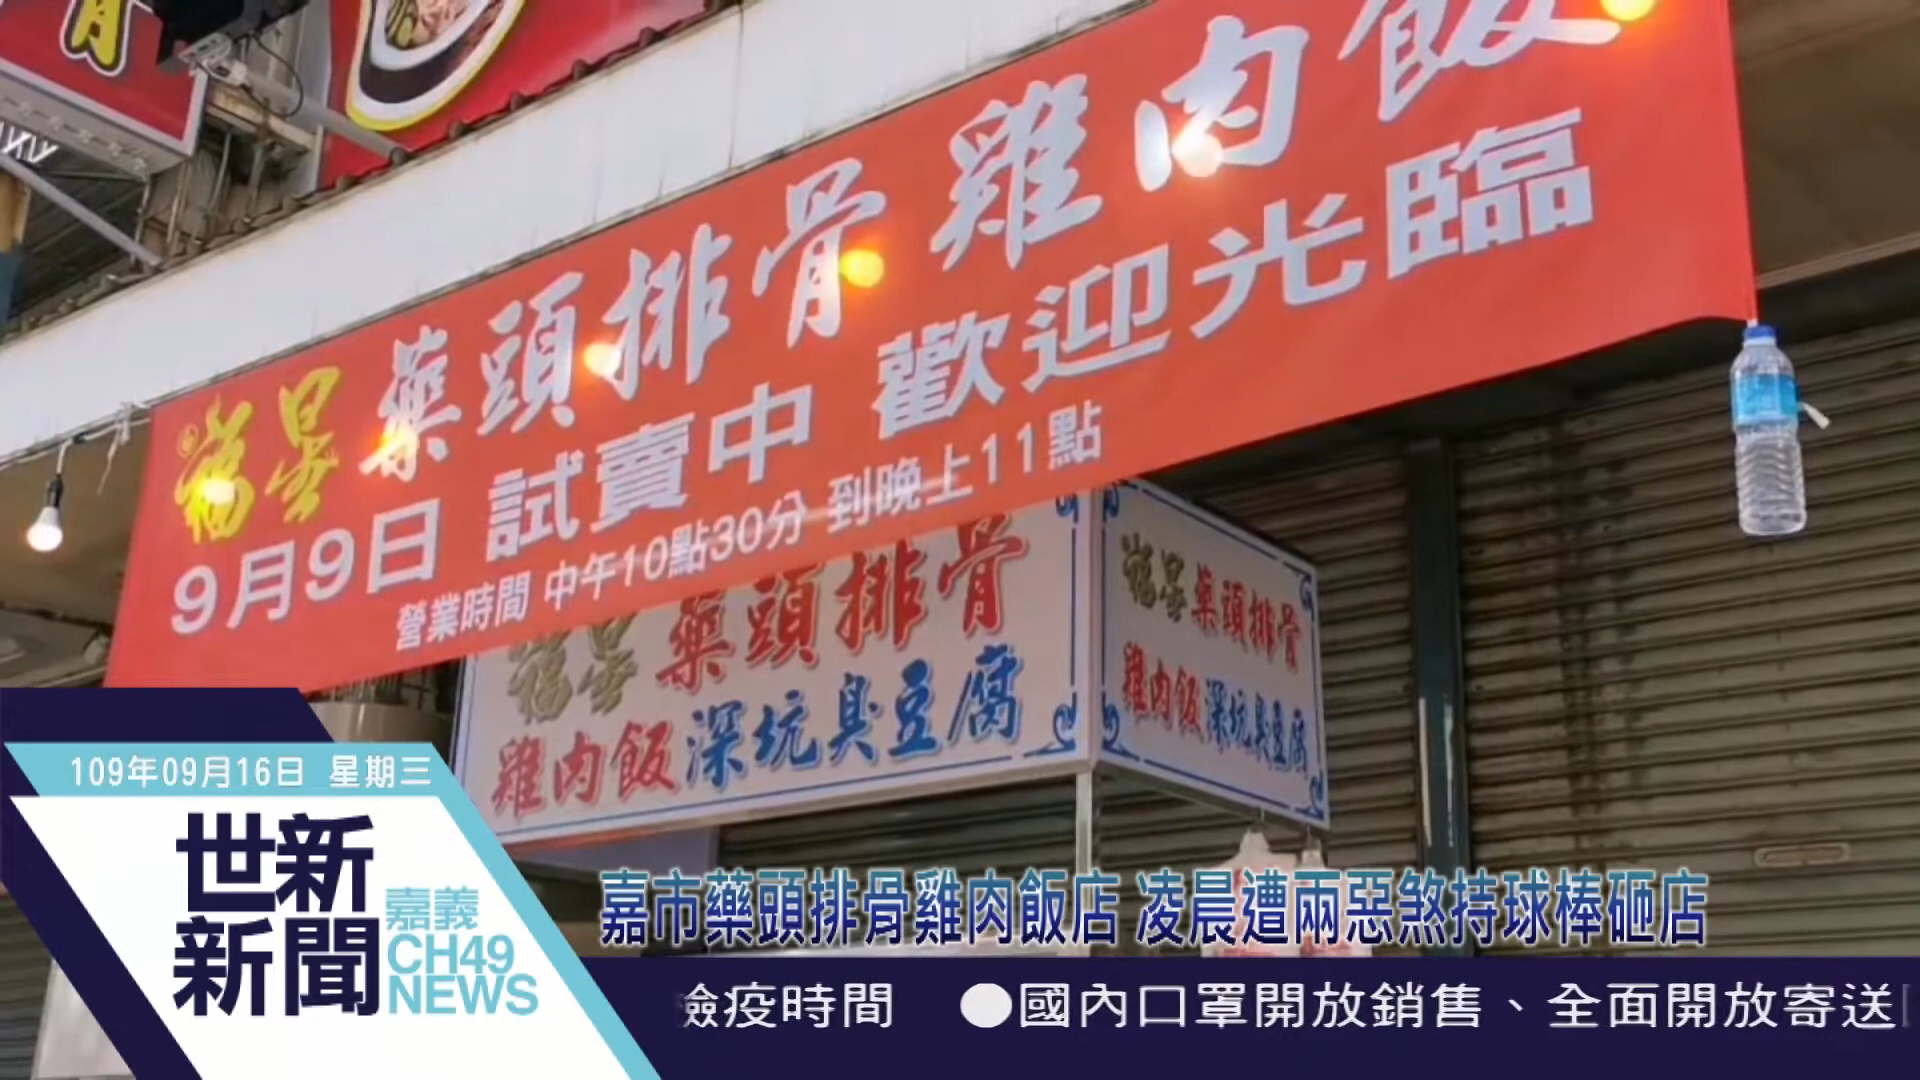 骨
福星 藥頭排骨雞肉飯
9月9日 試賣中 歡迎光臨
營業時間 中午10點30分 到晚上11點
福星藥頭排骨
雞肉飯深坑臭豆腐
福星藥頭排骨
雞肉飯深坑臭豆腐
109年09月16日 星期三
世新
新聞
嘉義
CH49
NEWS
嘉市藥頭排骨雞肉飯店 凌晨遭兩惡煞持球棒砸店
檢疫時間 ●國內口罩開放銷售、全面開放寄送